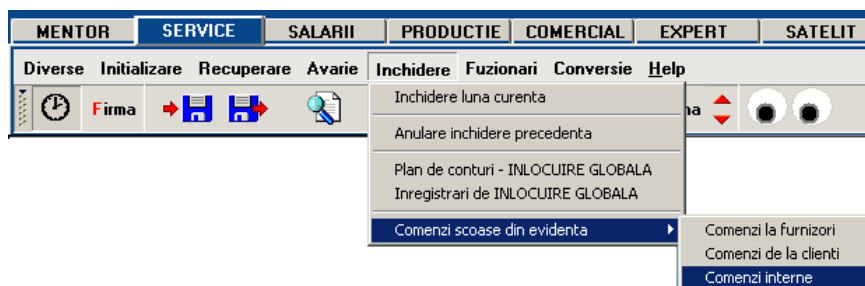 MENTOR SERVICE SALARII PRODUCTIE COMERCIAL EXPERT SATELIT
Diverse Initializare Recuperare Avarie Inchidere Fuzionari Conversie Help
Firma
Inchidere luna curenta
Anulare inchidere precedenta
Plan de conturi - INLOCUIRE GLOBALA
Inregistrari de INLOCUIRE GLOBALA
Comenzi scoase din evidenta
Comenzi la furnizori
Comenzi de la clienti
Comenzi interne